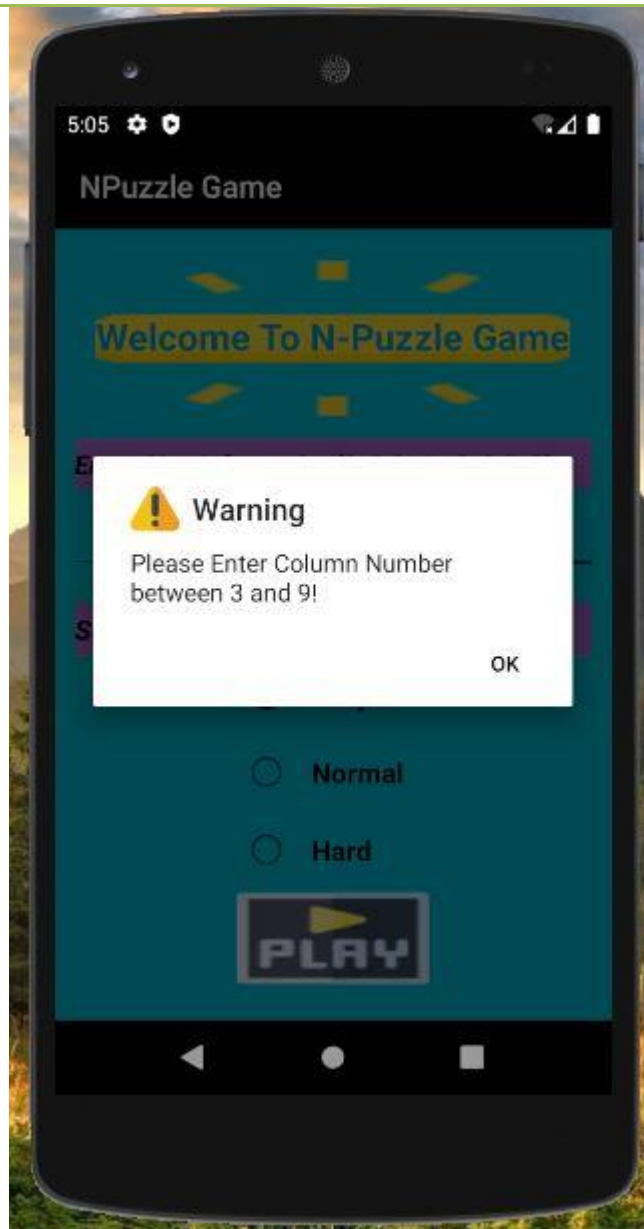 5:05
NPuzzle Game
Welcome To N-Puzzle Game
Warning
Please Enter Column Number
between 3 and 9!
OK
Normal
Hard
PLAY